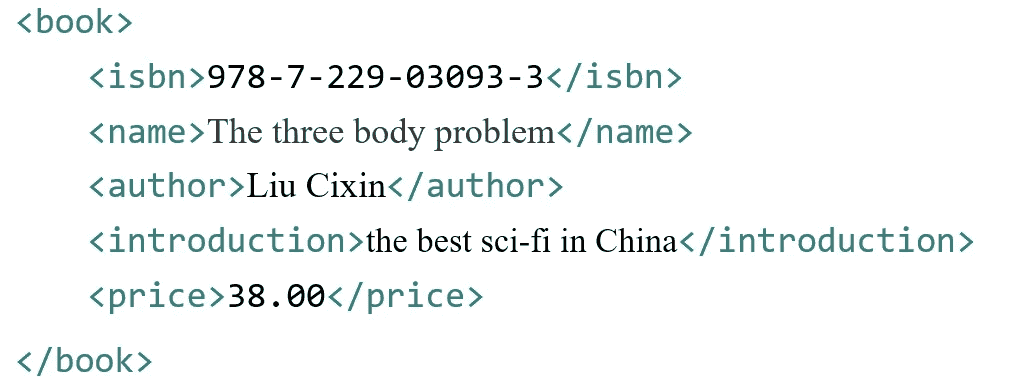 <book>
<isbn>978-7-229-03093-3</isbn>
<name>The three body problem</name>
<author>Liu Cixin</author>
<introduction>the best sci-fi in China</introduction>
<price>38.00</price>
</book>